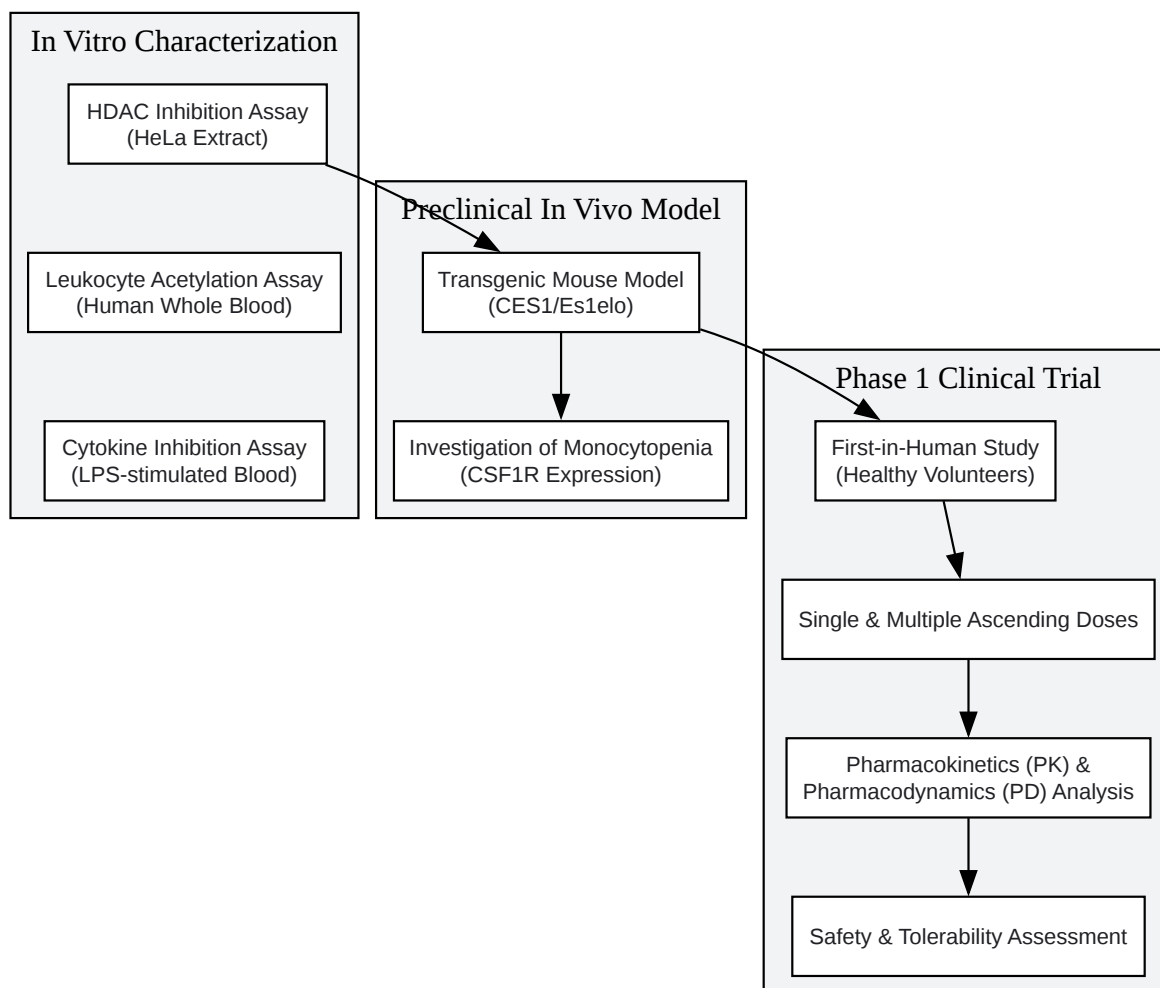 In Vitro Characterization
HDAC Inhibition Assay
(HeLa Extract)
Leukocyte Acetylation Assay
(Human Whole Blood)
Cytokine Inhibition Assay
(LPS-stimulated Blood)
Preclinical In Vivo Model
Transgenic Mouse Model
(CES1/Es1elo)
Investigation of Monocytopenia
(CSF1R Expression)
Phase 1 Clinical Trial
First-in-Human Study
(Healthy Volunteers)
Single & Multiple Ascending Doses
Pharmacokinetics (PK) &
Pharmacodynamics (PD) Analysis
Safety & Tolerability Assessment